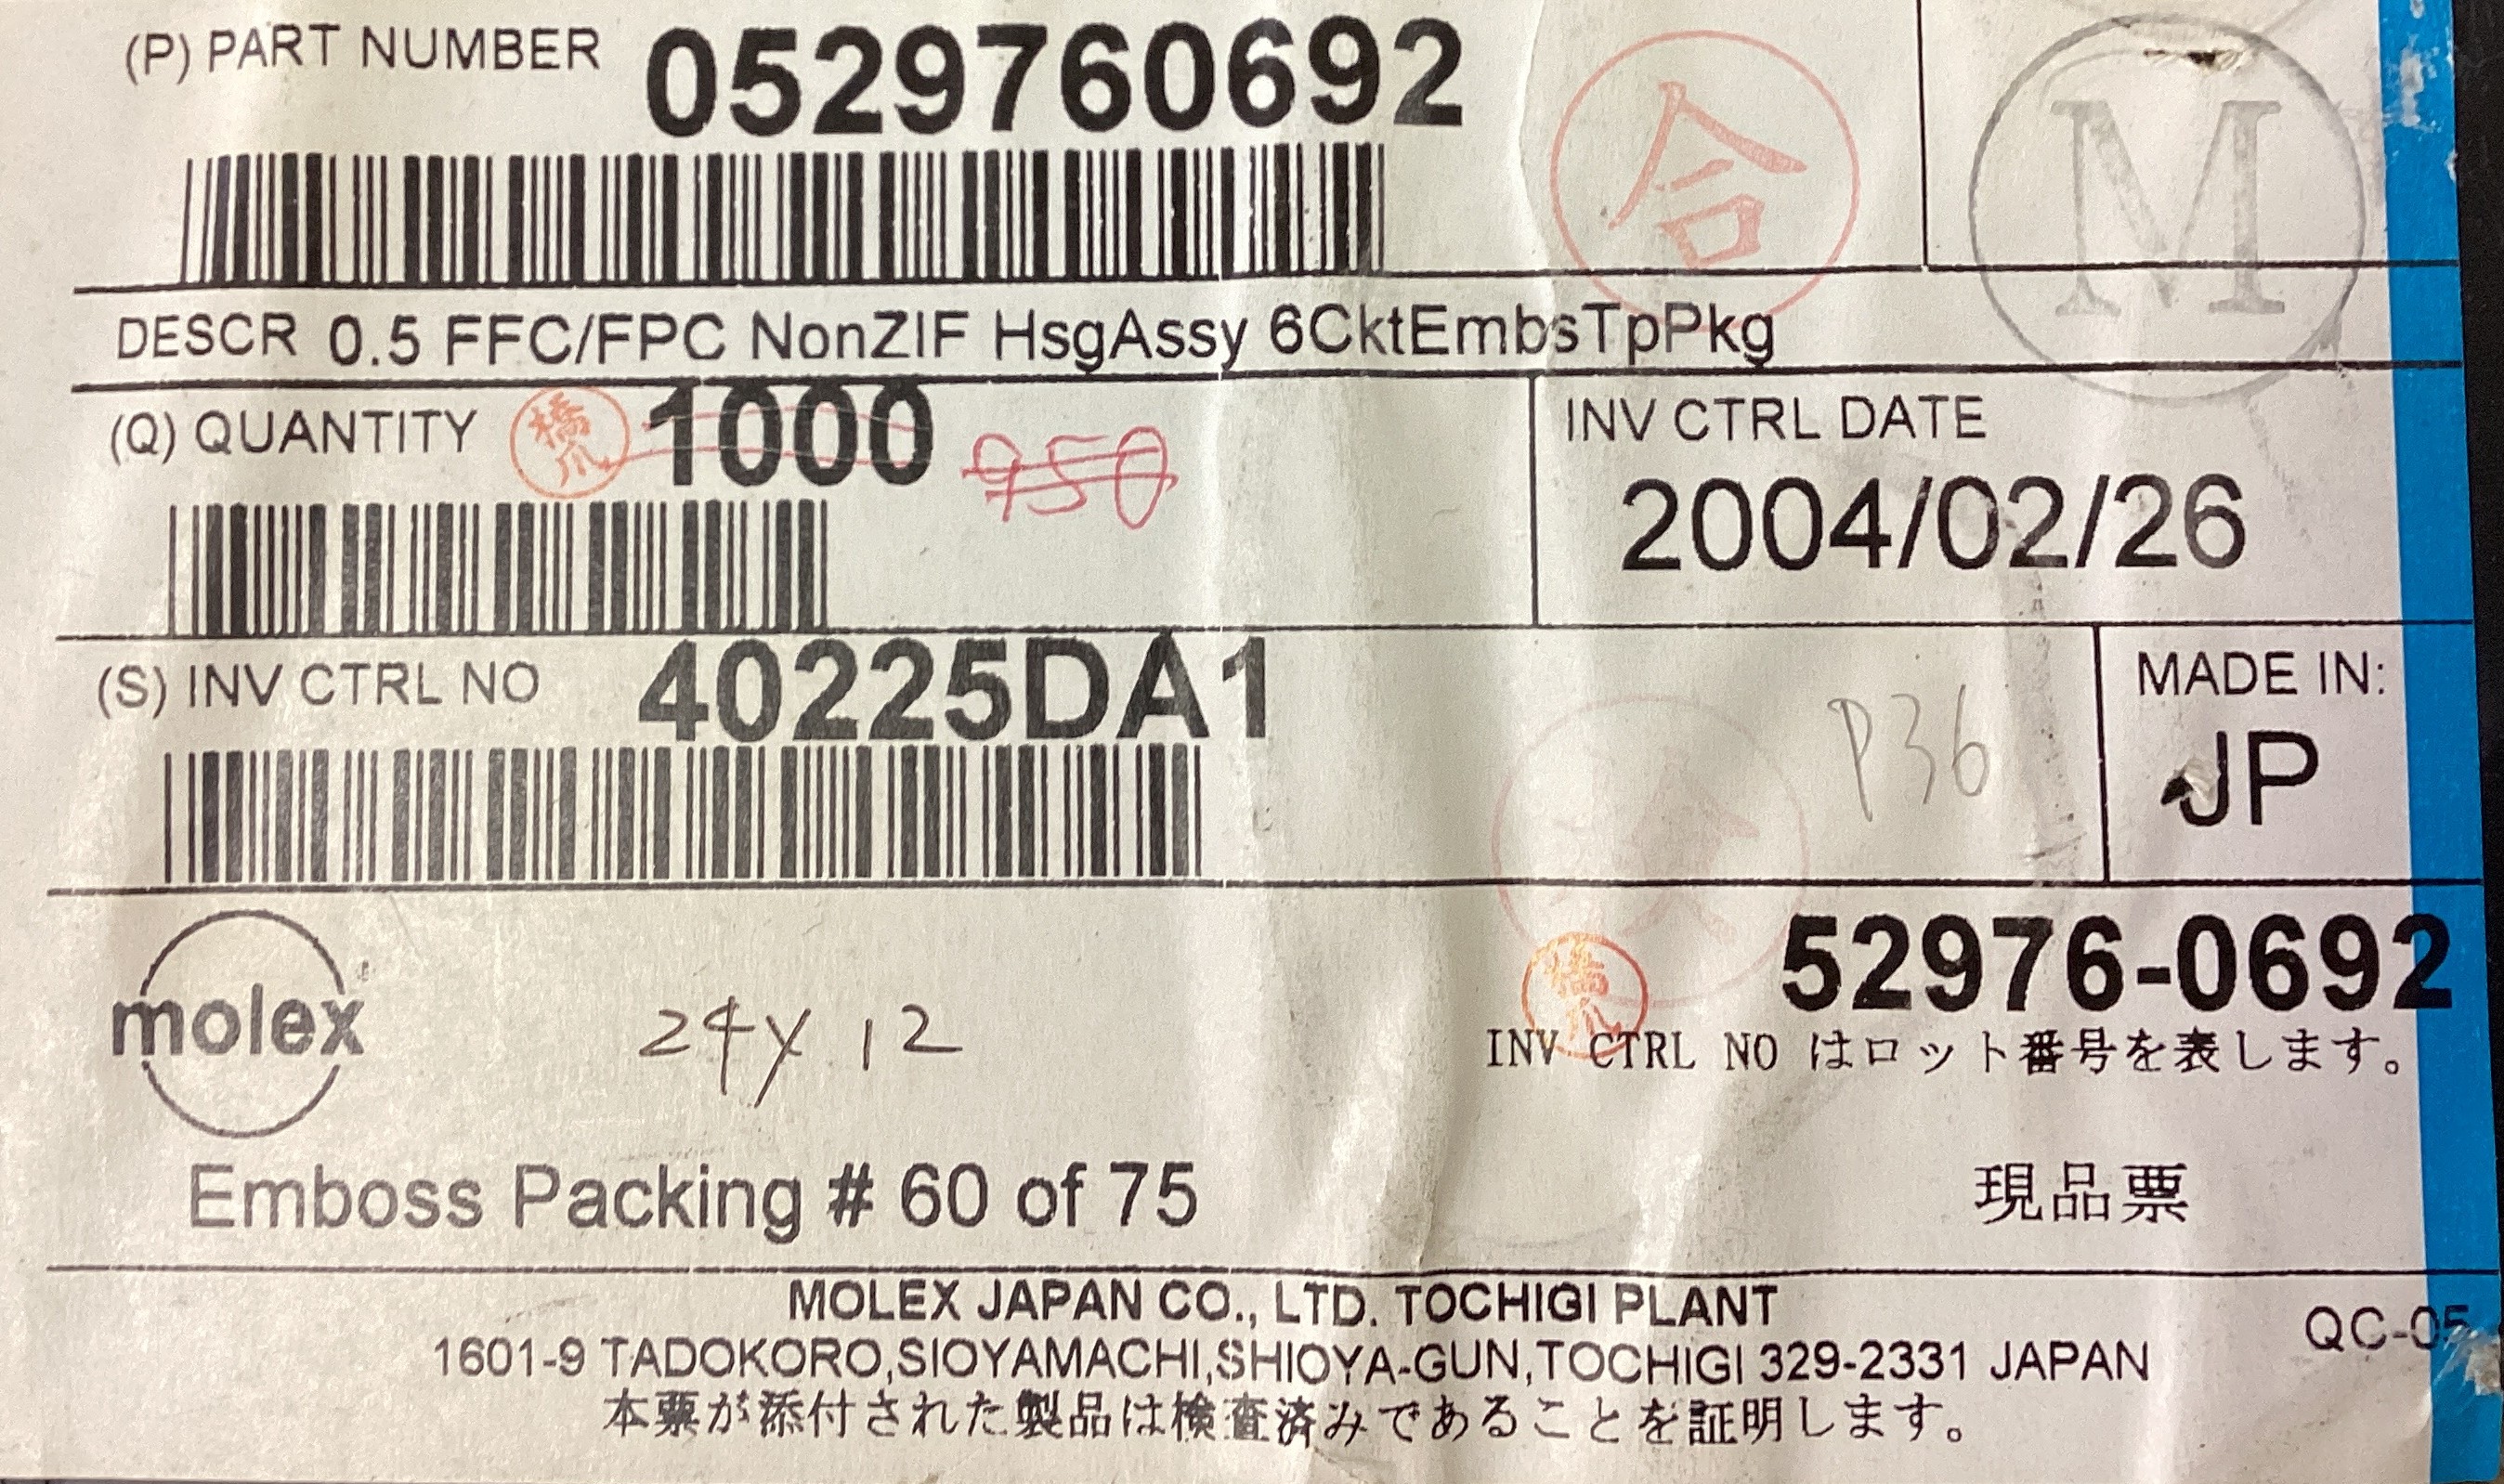 (P) PART NUMBER 0529760692
合
M
DESCR 0.5 FFC/FPC NonZIF HsgAssy 6CktEmbsTpPkg
(Q) QUANTITY 1000 950
INV CTRL DATE
2004/02/26
(S) INV CTRL NO 40225DA1
P36
MADE IN:
JP
molex
24y 12
52976-0692
INV CTRL NO はロット番号を表します。
Emboss Packing # 60 of 75
現品票
MOLEX JAPAN CO., LTD. TOCHIGI PLANT
QC-05
1601-9 TADOKORO,SIOYAMACHI,SHIOYA-GUN,TOCHIGI 329-2331 JAPAN
本票が添付された製品は検査済みであることを証明します。